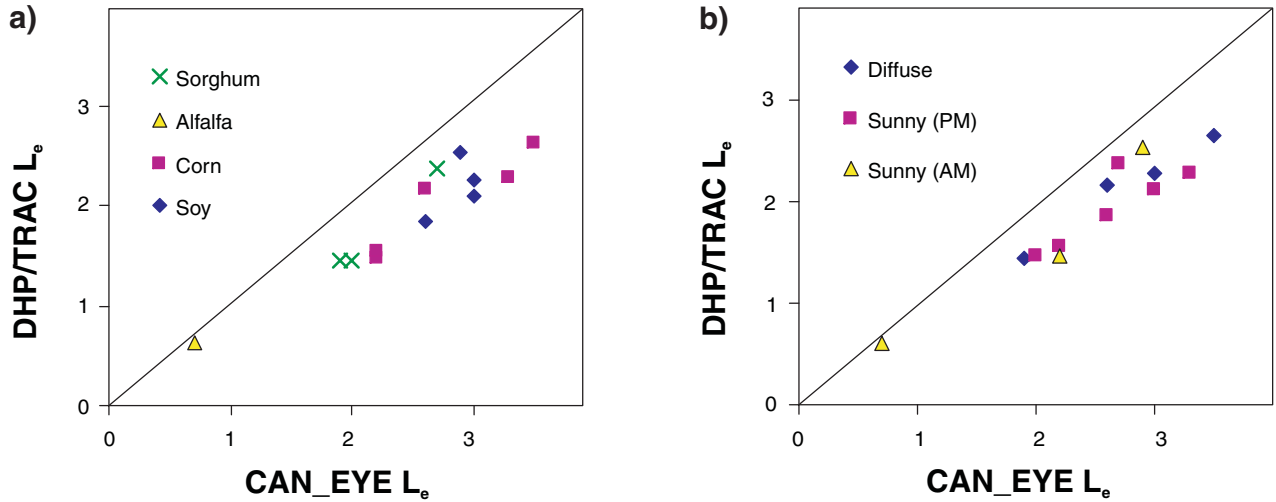 a)
Sorghum
Alfalfa
Corn
Soy
DHP/TRAC Le
3
2
1
0
0 1 2 3
CAN_EYE Le
b)
Diffuse
Sunny (PM)
Sunny (AM)
DHP/TRAC Le
3
2
1
0
0 1 2 3
CAN_EYE Le